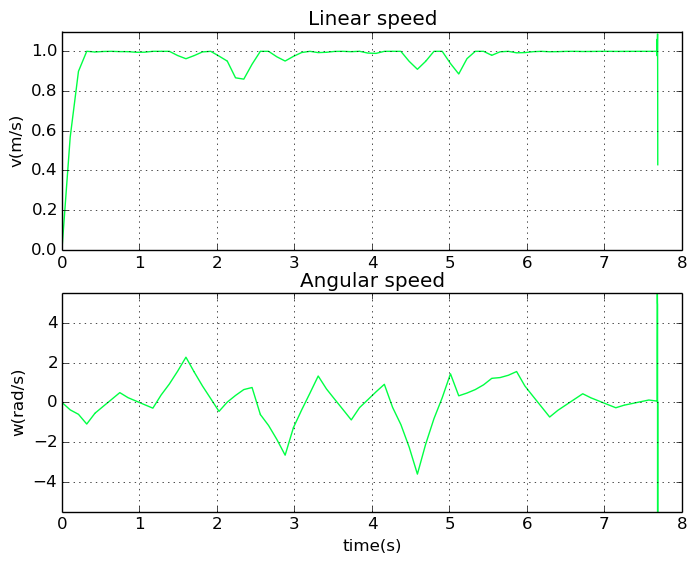 Linear speed
1.0
0.8
0.6
0.4
0.2
0.0
v(m/s)
0 1 2 3 4 5 6 7 8
Angular speed
4
2
0
−2
−4
w(rad/s)
0 1 2 3 4 5 6 7 8
time(s)